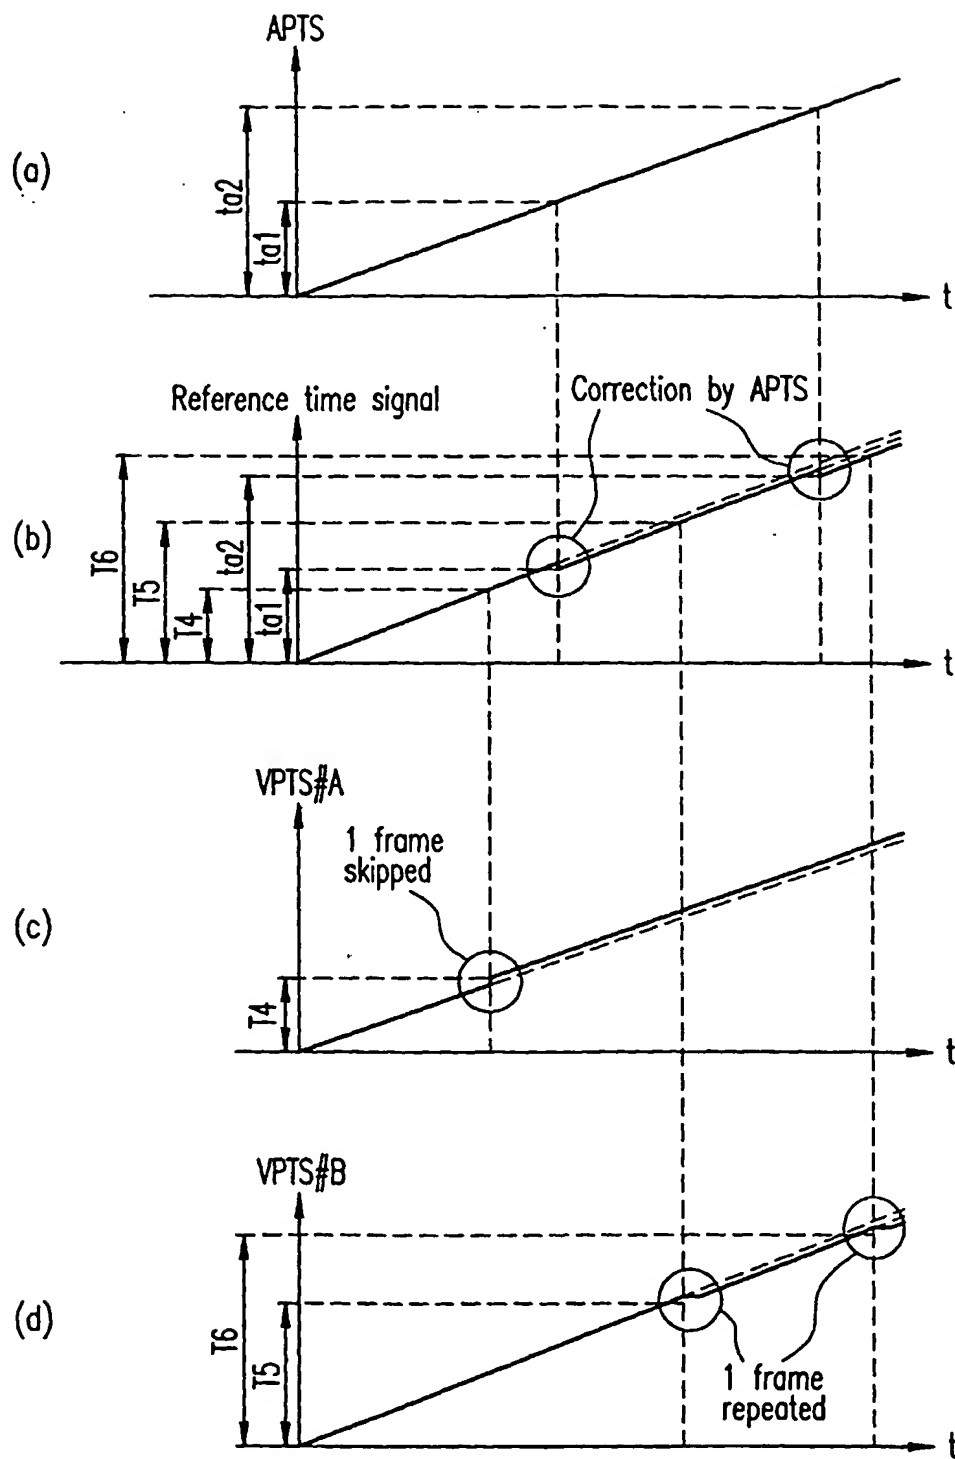 APTS
(a)
ta2
ta1
t
Reference time signal
Correction by APTS
(b)
T6
T5
T4
ta2
ta1
t
VPTS#A
1 frame
skipped
(c)
T4
t
VPTS#B
(d)
T6
T5
1 frame
repeated
t